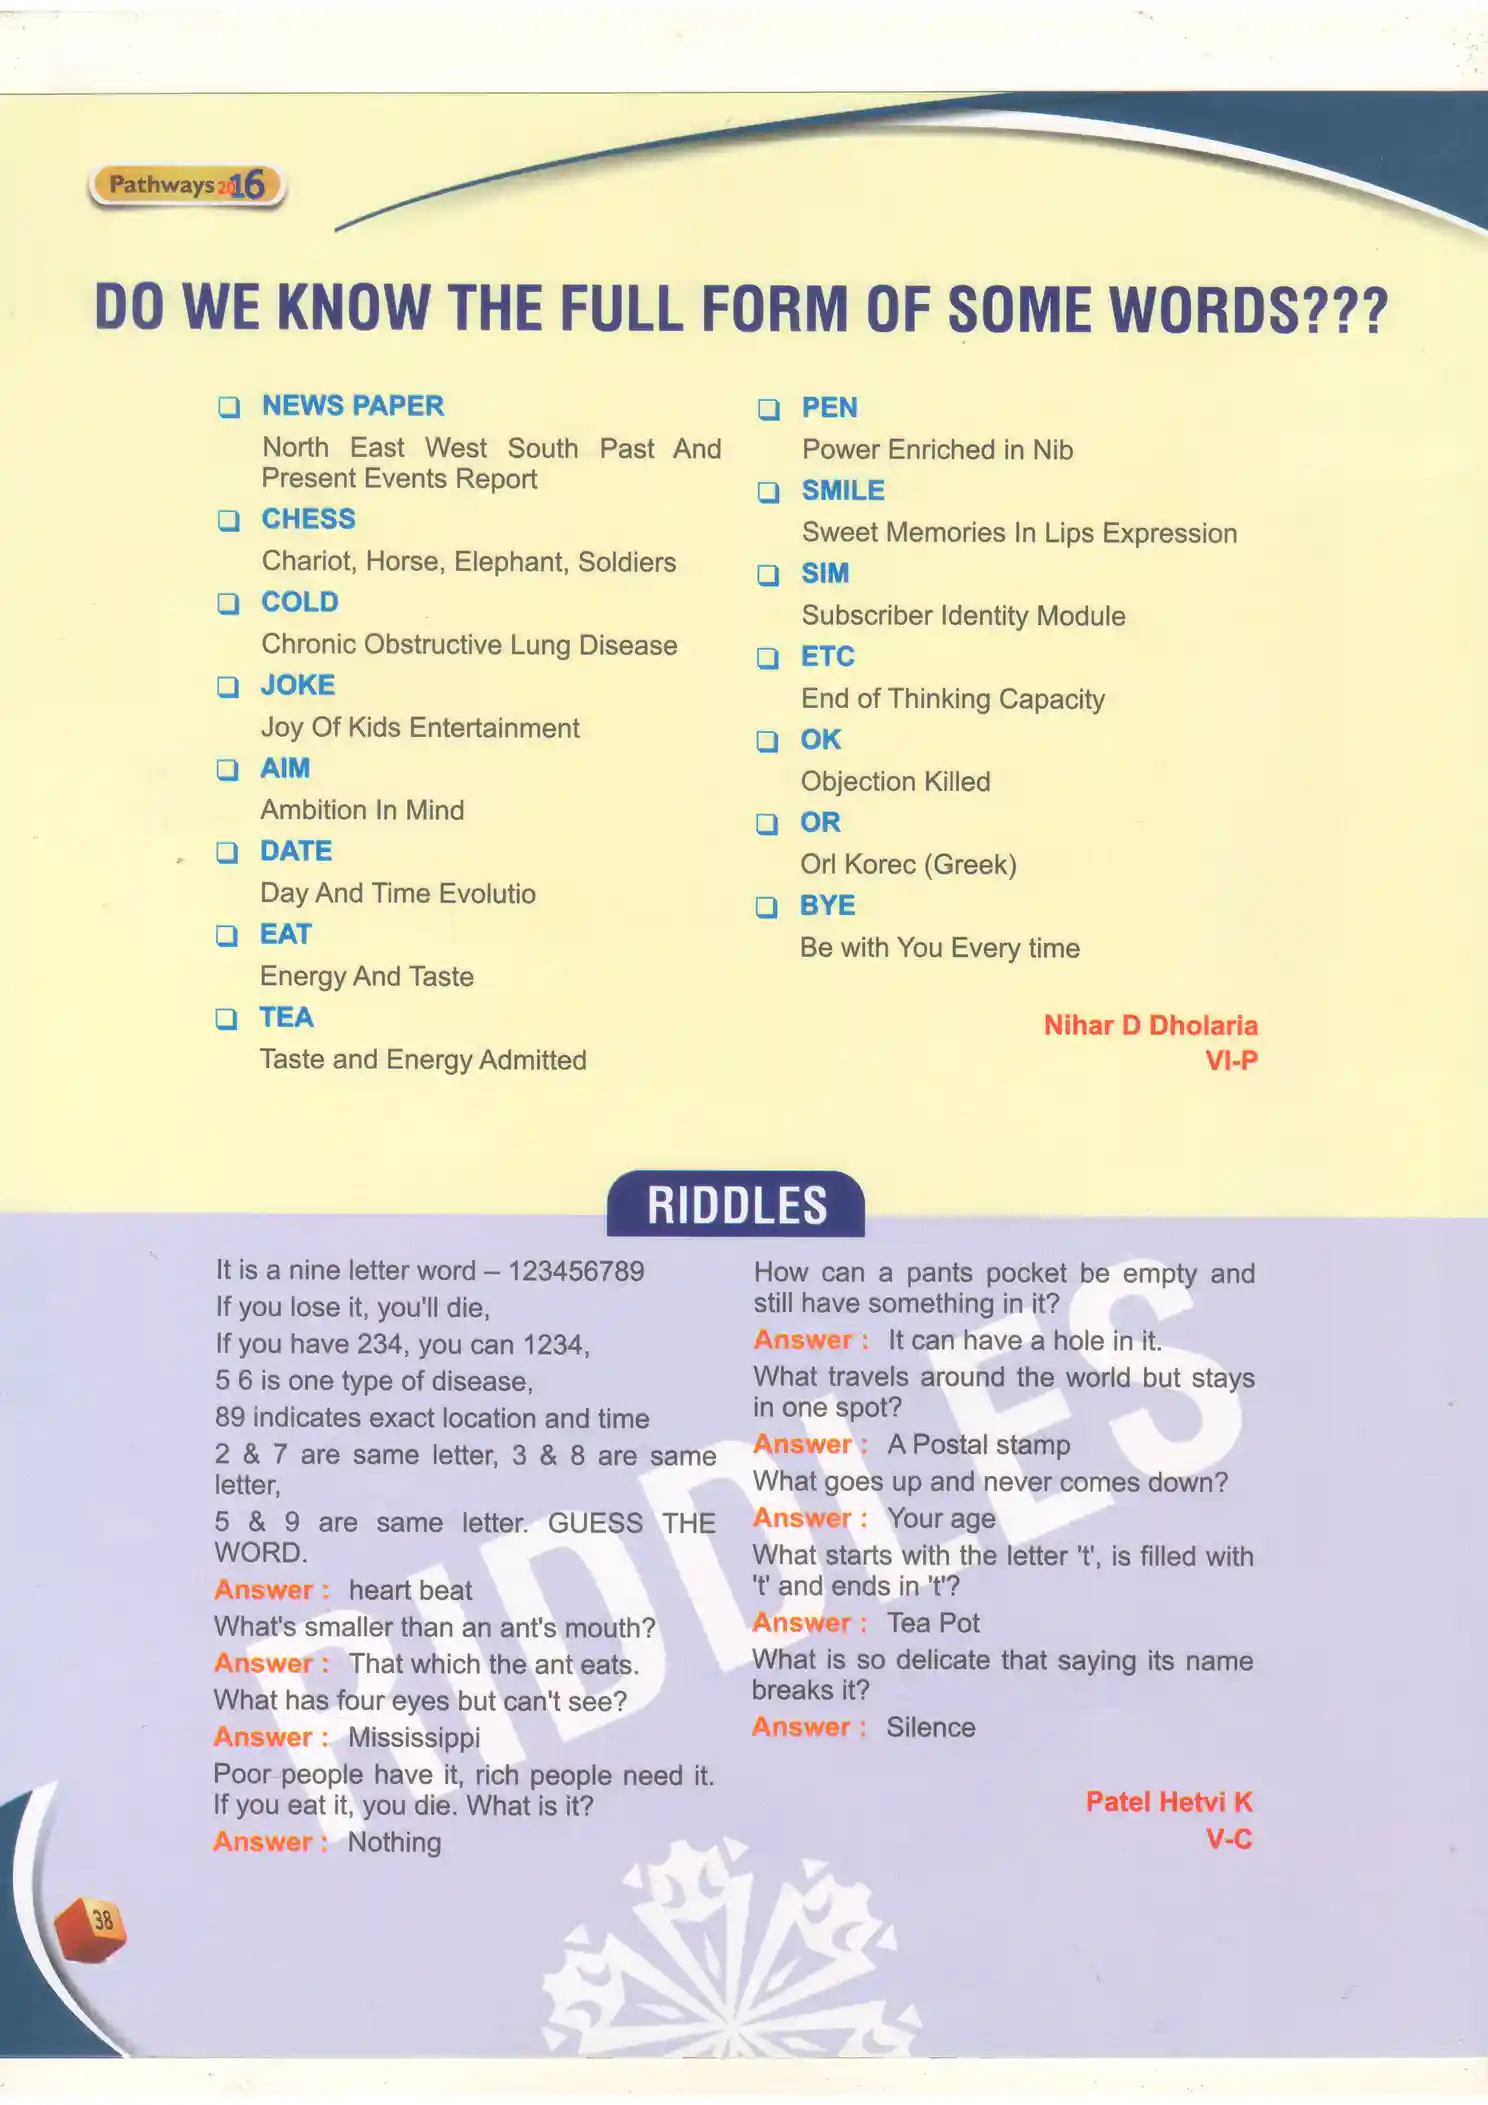 Pathways 2016
DO WE KNOW THE FULL FORM OF SOME WORDS???
❑ NEWS PAPER
North East West South Past And
Present Events Report
❑ CHESS
Chariot, Horse, Elephant, Soldiers
❑ COLD
Chronic Obstructive Lung Disease
❑ JOKE
Joy Of Kids Entertainment
❑ AIM
Ambition In Mind
❑ DATE
Day And Time Evolutio
❑ EAT
Energy And Taste
❑ TEA
Taste and Energy Admitted
❑ PEN
Power Enriched in Nib
❑ SMILE
Sweet Memories In Lips Expression
❑ SIM
Subscriber Identity Module
❑ ETC
End of Thinking Capacity
❑ OK
Objection Killed
❑ OR
Orl Korec (Greek)
❑ BYE
Be with You Every time
Nihar D Dholaria
VI-P
RIDDLES
It is a nine letter word – 123456789
If you lose it, you'll die,
If you have 234, you can 1234,
5 6 is one type of disease,
89 indicates exact location and time
2 & 7 are same letter, 3 & 8 are same
letter,
5 & 9 are same letter. GUESS THE
WORD.
Answer : heart beat
What's smaller than an ant's mouth?
Answer : That which the ant eats.
What has four eyes but can't see?
Answer : Mississippi
Poor people have it, rich people need it.
If you eat it, you die. What is it?
Answer : Nothing
How can a pants pocket be empty and
still have something in it?
Answer : It can have a hole in it.
What travels around the world but stays
in one spot?
Answer : A Postal stamp
What goes up and never comes down?
Answer : Your age
What starts with the letter 't', is filled with
't' and ends in 't'?
Answer : Tea Pot
What is so delicate that saying its name
breaks it?
Answer : Silence
Patel Hetvi K
V-C
RIDDLES
38